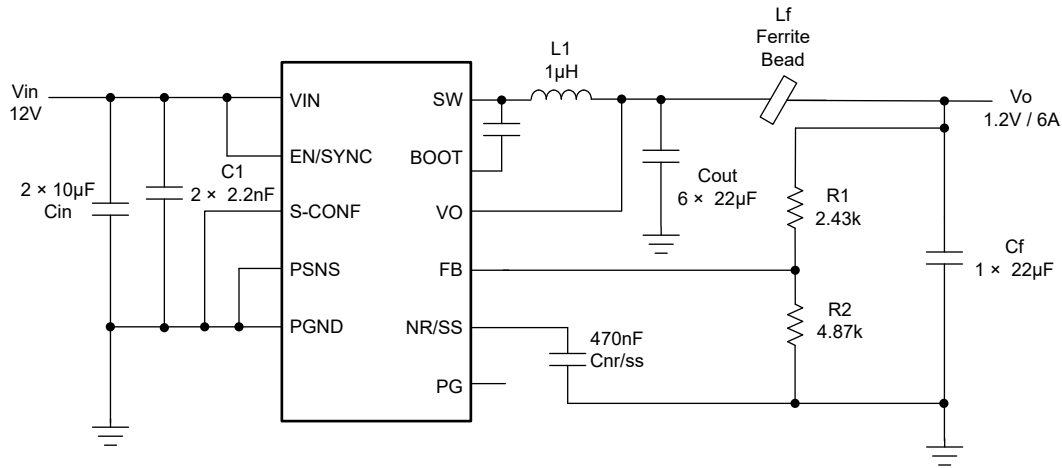 Lf
Ferrite
Bead
L1
1µH
Vin
12V
VIN
SW
Vo
1.2V / 6A
EN/SYNC
BOOT
C1
2 × 2.2nF
2 × 10µF
Cin
Cout
6 × 22µF
S-CONF
VO
R1
2.43k
PSNS
FB
Cf
1 × 22µF
PGND
NR/SS
470nF
Cnr/ss
R2
4.87k
PG